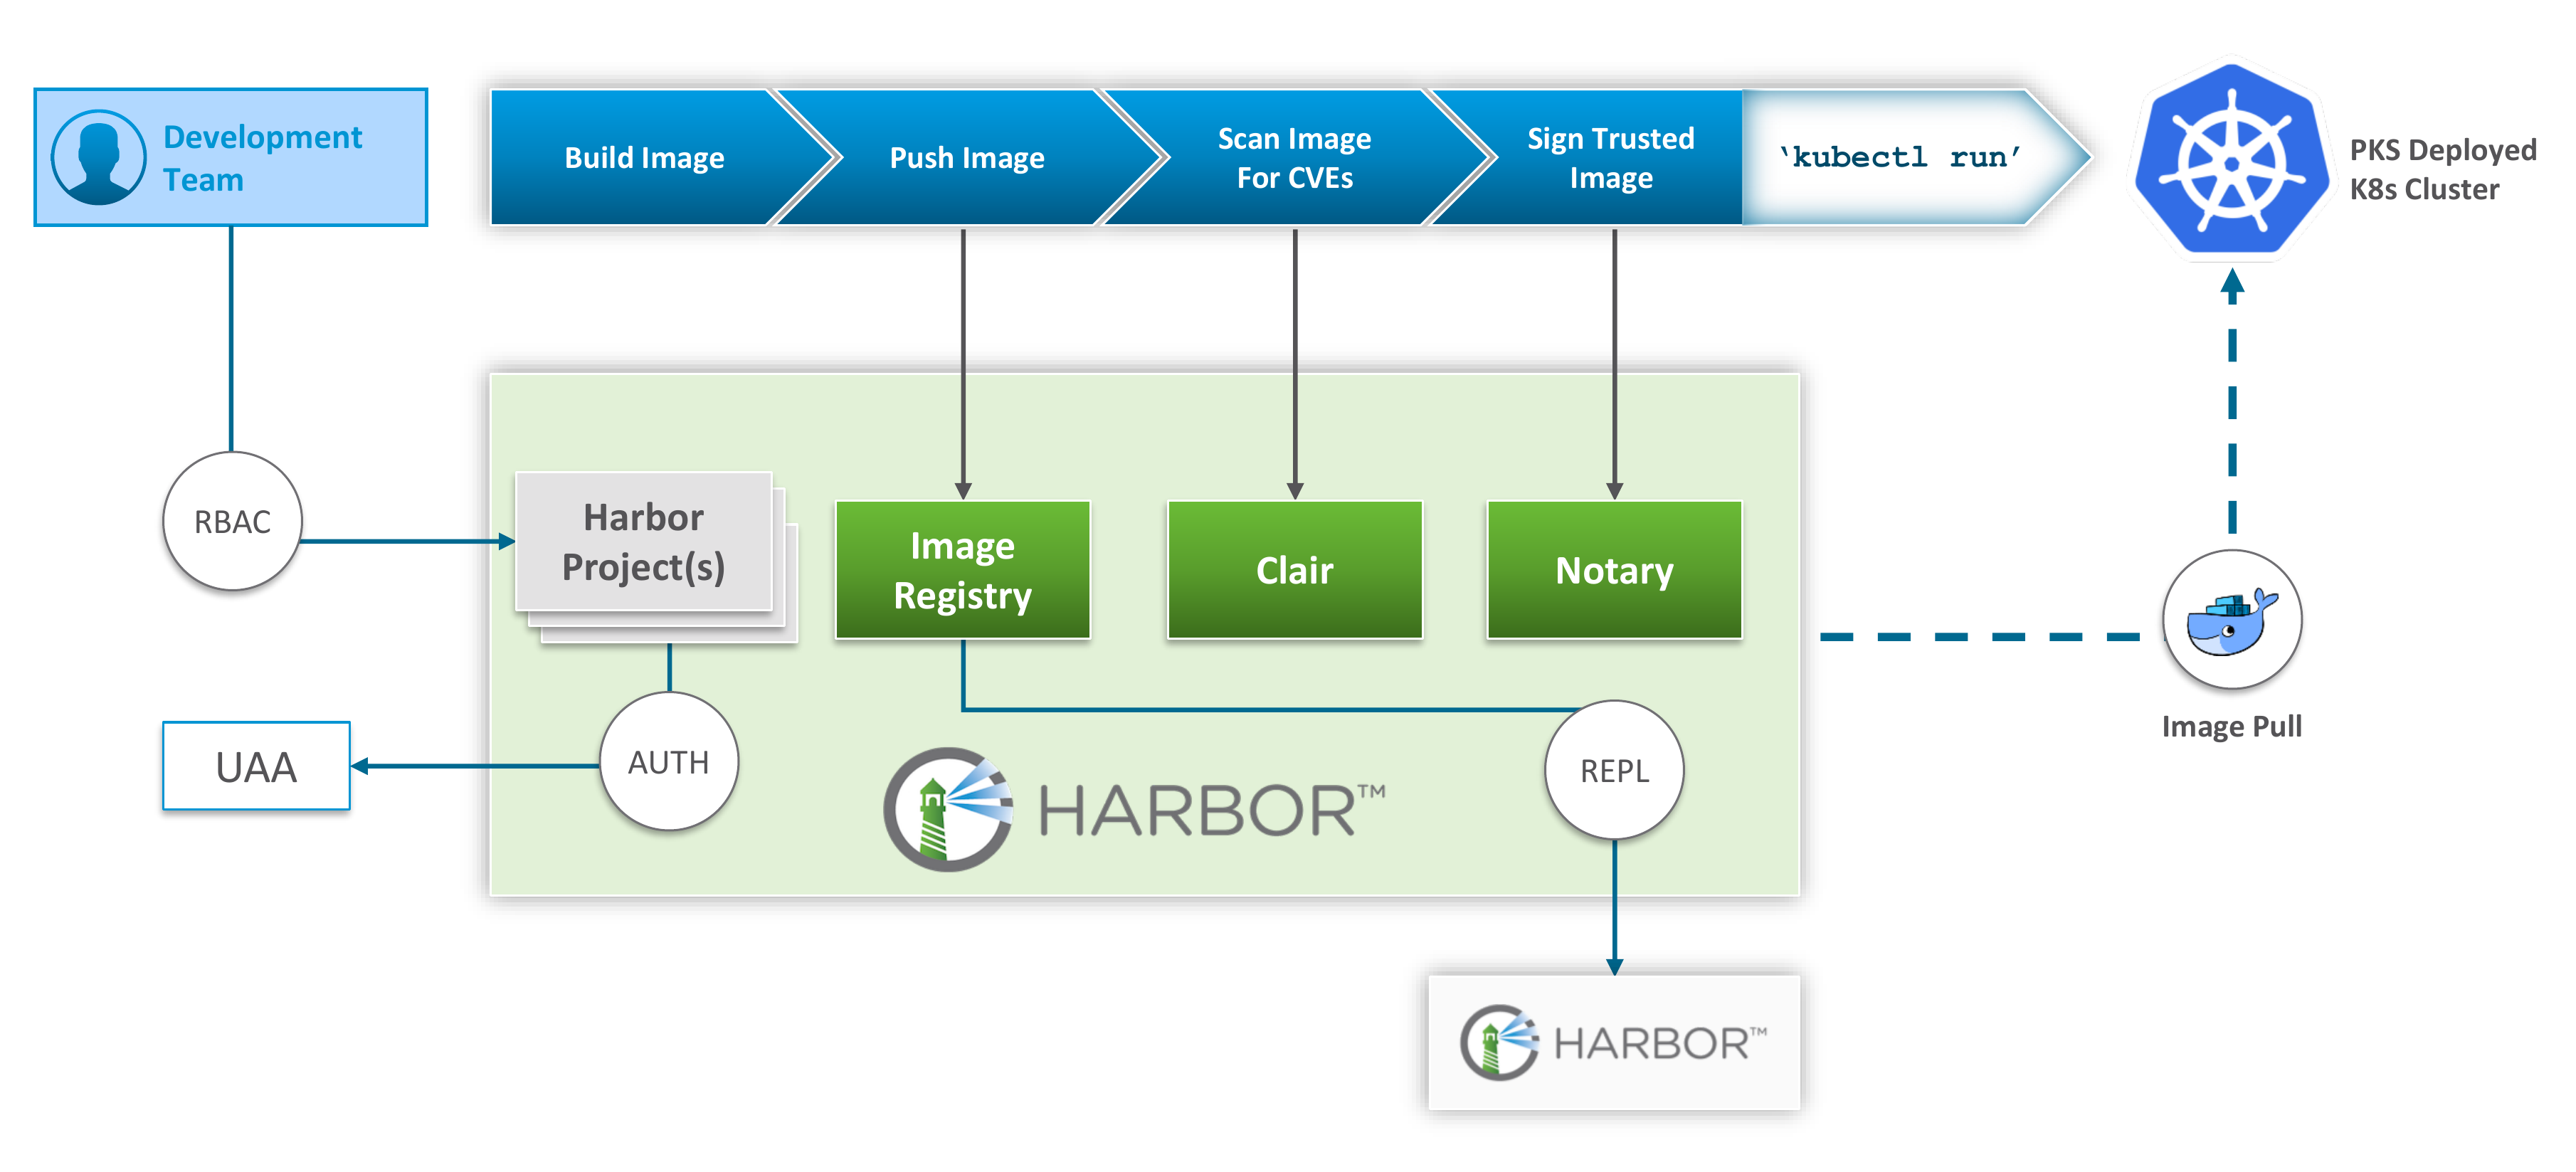 Development
Team
Build Image
Push Image
Scan Image
For CVEs
Sign Trusted
Image
‘kubectl run’
PKS Deployed
K8s Cluster
RBAC
Harbor
Project(s)
Image
Registry
Clair
Notary
UAA
AUTH
HARBOR™
REPL
Image Pull
HARBOR™